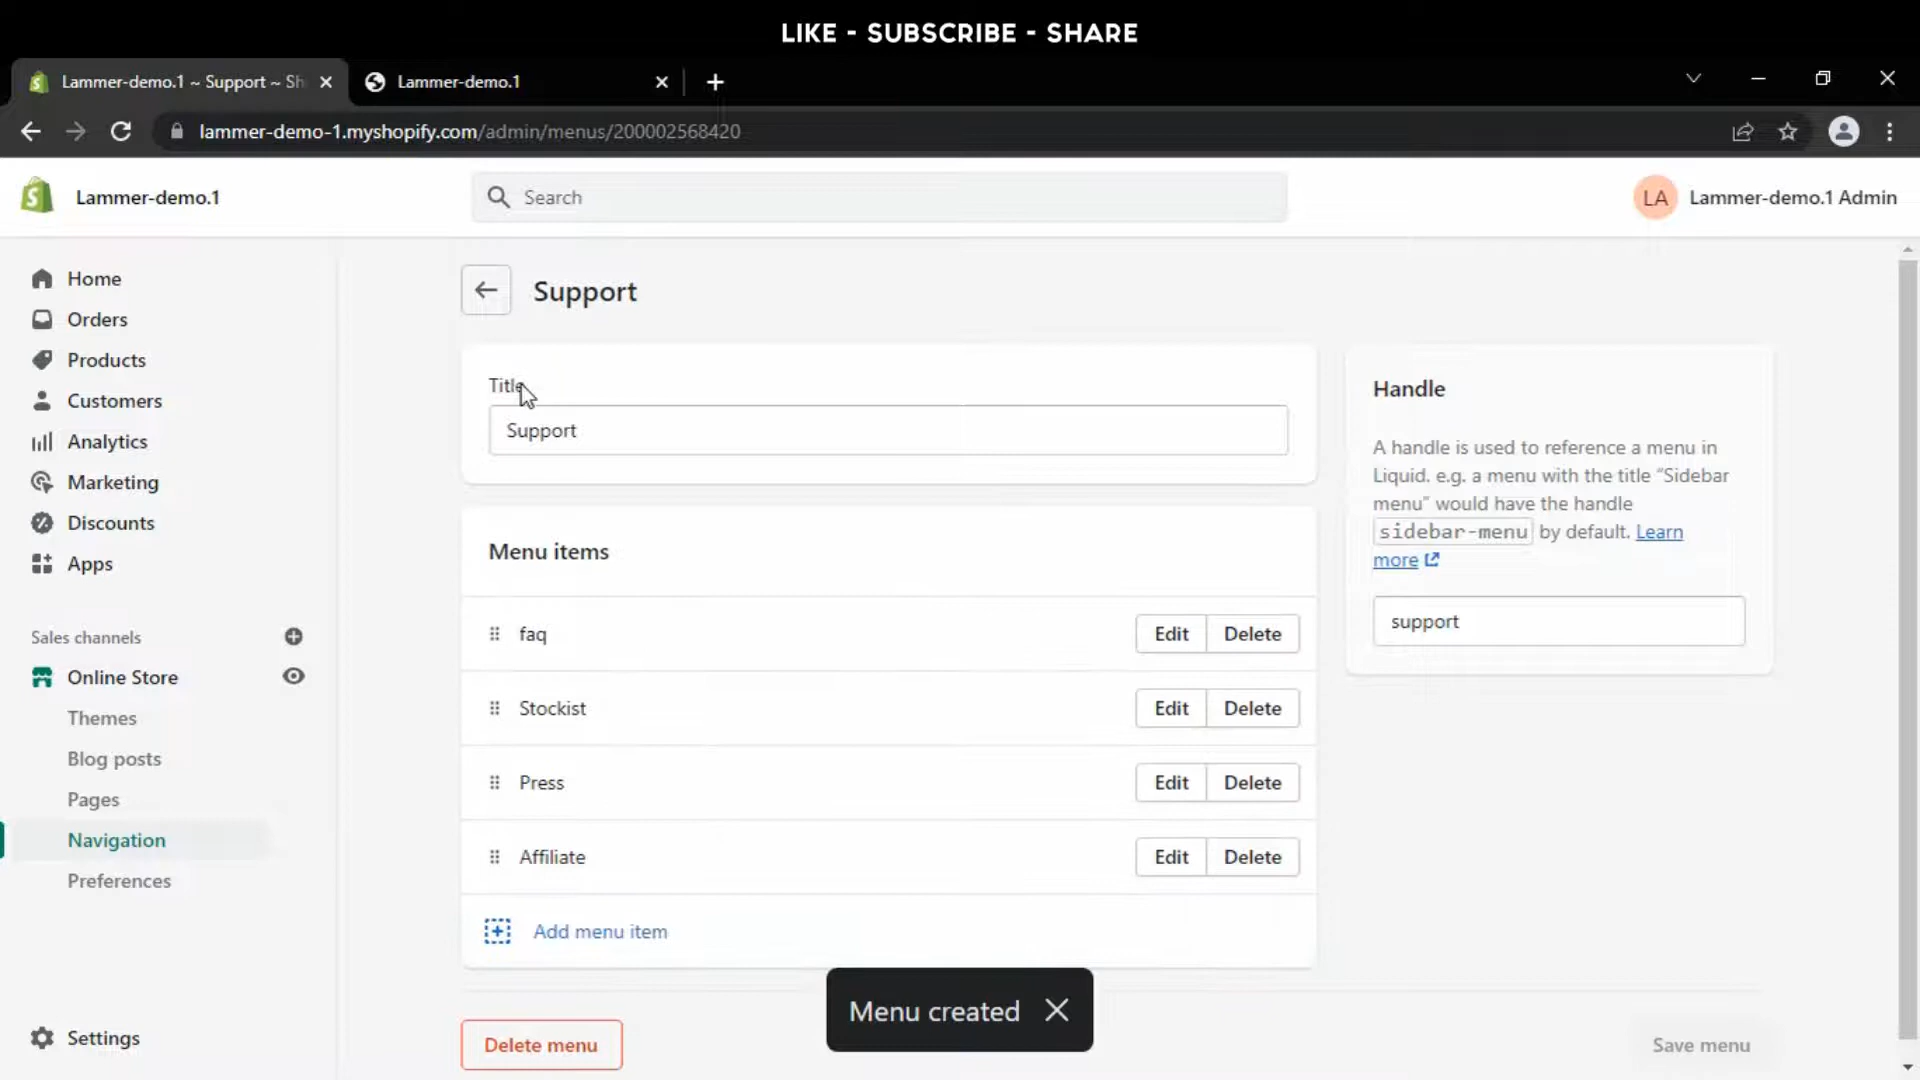 LIKE - SUBSCRIBE - SHARE
Lammer-demo.1 ~ Support ~ Sh
Lammer-demo.1
lammer-demo-1.myshopify.com/admin/menus/200002568420
Lammer-demo.1
Search
LA
Lammer-demo.1 Admin
Home
Orders
Products
Customers
Analytics
Marketing
Discounts
Apps
Sales channels
Online Store
Themes
Blog posts
Pages
Navigation
Preferences
Settings
Support
Title
Support
Menu items
faq
Edit
Delete
Stockist
Edit
Delete
Press
Edit
Delete
Affiliate
Edit
Delete
Add menu item
Handle
A handle is used to reference a menu in
Liquid. e.g. a menu with the title “Sidebar
menu” would have the handle
sidebar-menu by default. Learn
more
support
Menu created
Delete menu
Save menu